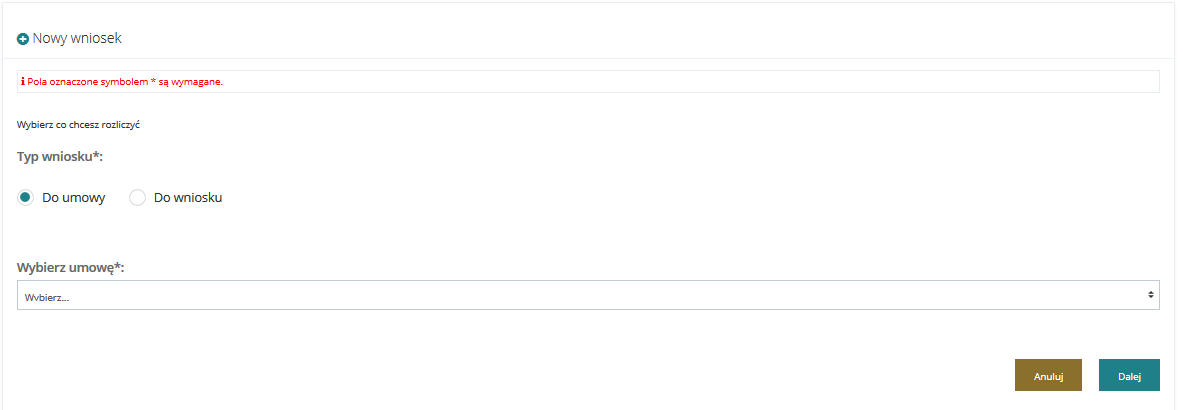 Nowy wniosek
Pola oznaczone symbolem * są wymagane.
Wybierz co chcesz rozliczyć
Typ wniosku*:
Do umowy Do wniosku
Wybierz umowę*:
Wybierz...
Anuluj Dalej